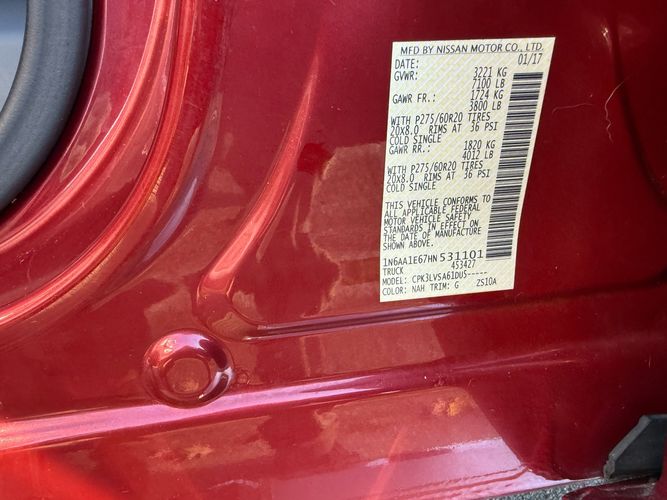 MFD BY NISSAN MOTOR CO., LTD.
DATE: 01/17
GVWR: 3221 KG
7100 LB
GAWR FR.: 1724 KG
3800 LB
WITH P275/60R20 TIRES
20x8.0 RIMS AT 36 PSI
COLD SINGLE
GAWR RR.: 1820 KG
4012 LB
WITH P275/60R20 TIRES
20x8.0 RIMS AT 36 PSI
COLD SINGLE
THIS VEHICLE CONFORMS TO
ALL APPLICABLE FEDERAL
MOTOR VEHICLE SAFETY
STANDARDS IN EFFECT ON
THE DATE OF MANUFACTURE
SHOWN ABOVE.
1N6AA1E67HN531101
TRUCK 453427
MODEL: CPK3LVSA61DUS-----
COLOR: NAH TRIM: G ZS10A